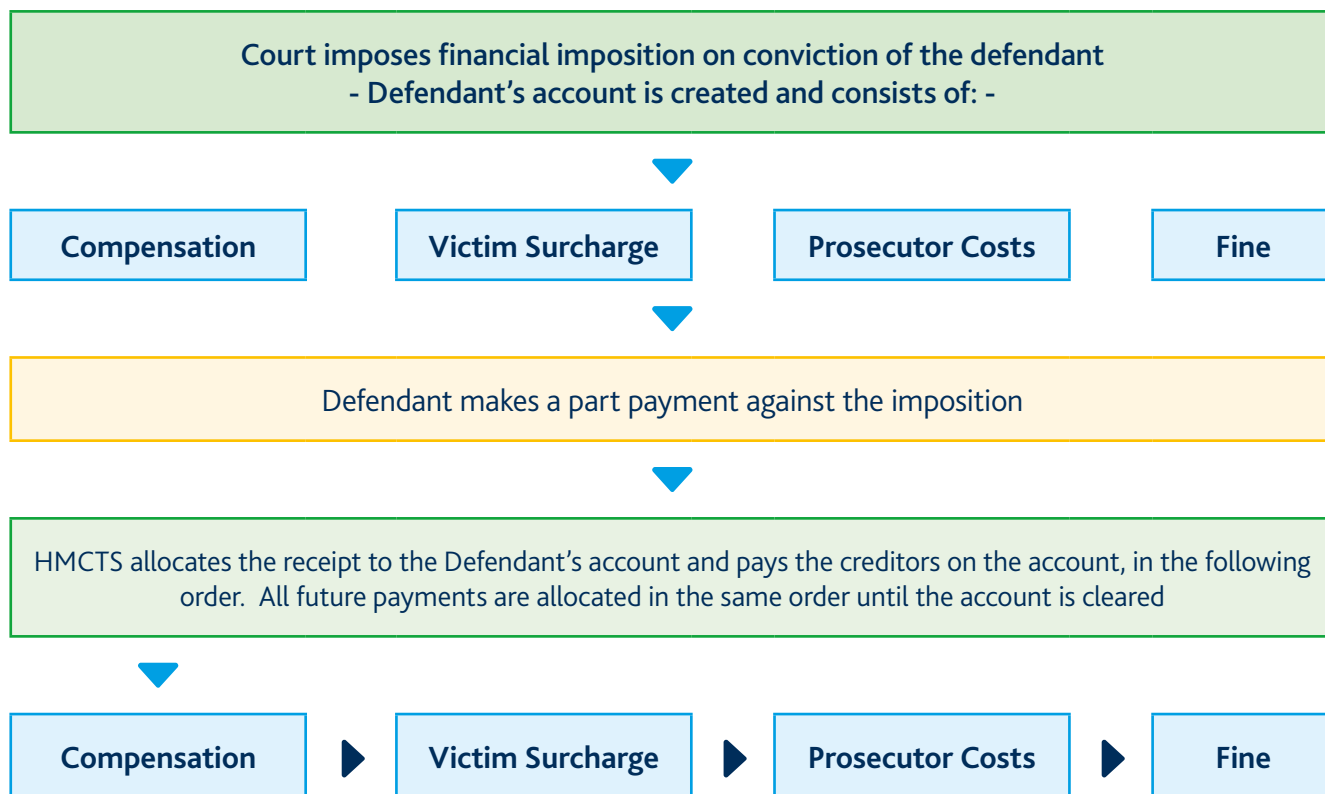 Court imposes financial imposition on conviction of the defendant
- Defendant's account is created and consists of: -
Compensation
Victim Surcharge
Prosecutor Costs
Fine
Defendant makes a part payment against the imposition
HMCTS allocates the receipt to the Defendant's account and pays the creditors on the account, in the following
order.  All future payments are allocated in the same order until the account is cleared
Compensation
Victim Surcharge
Prosecutor Costs
Fine